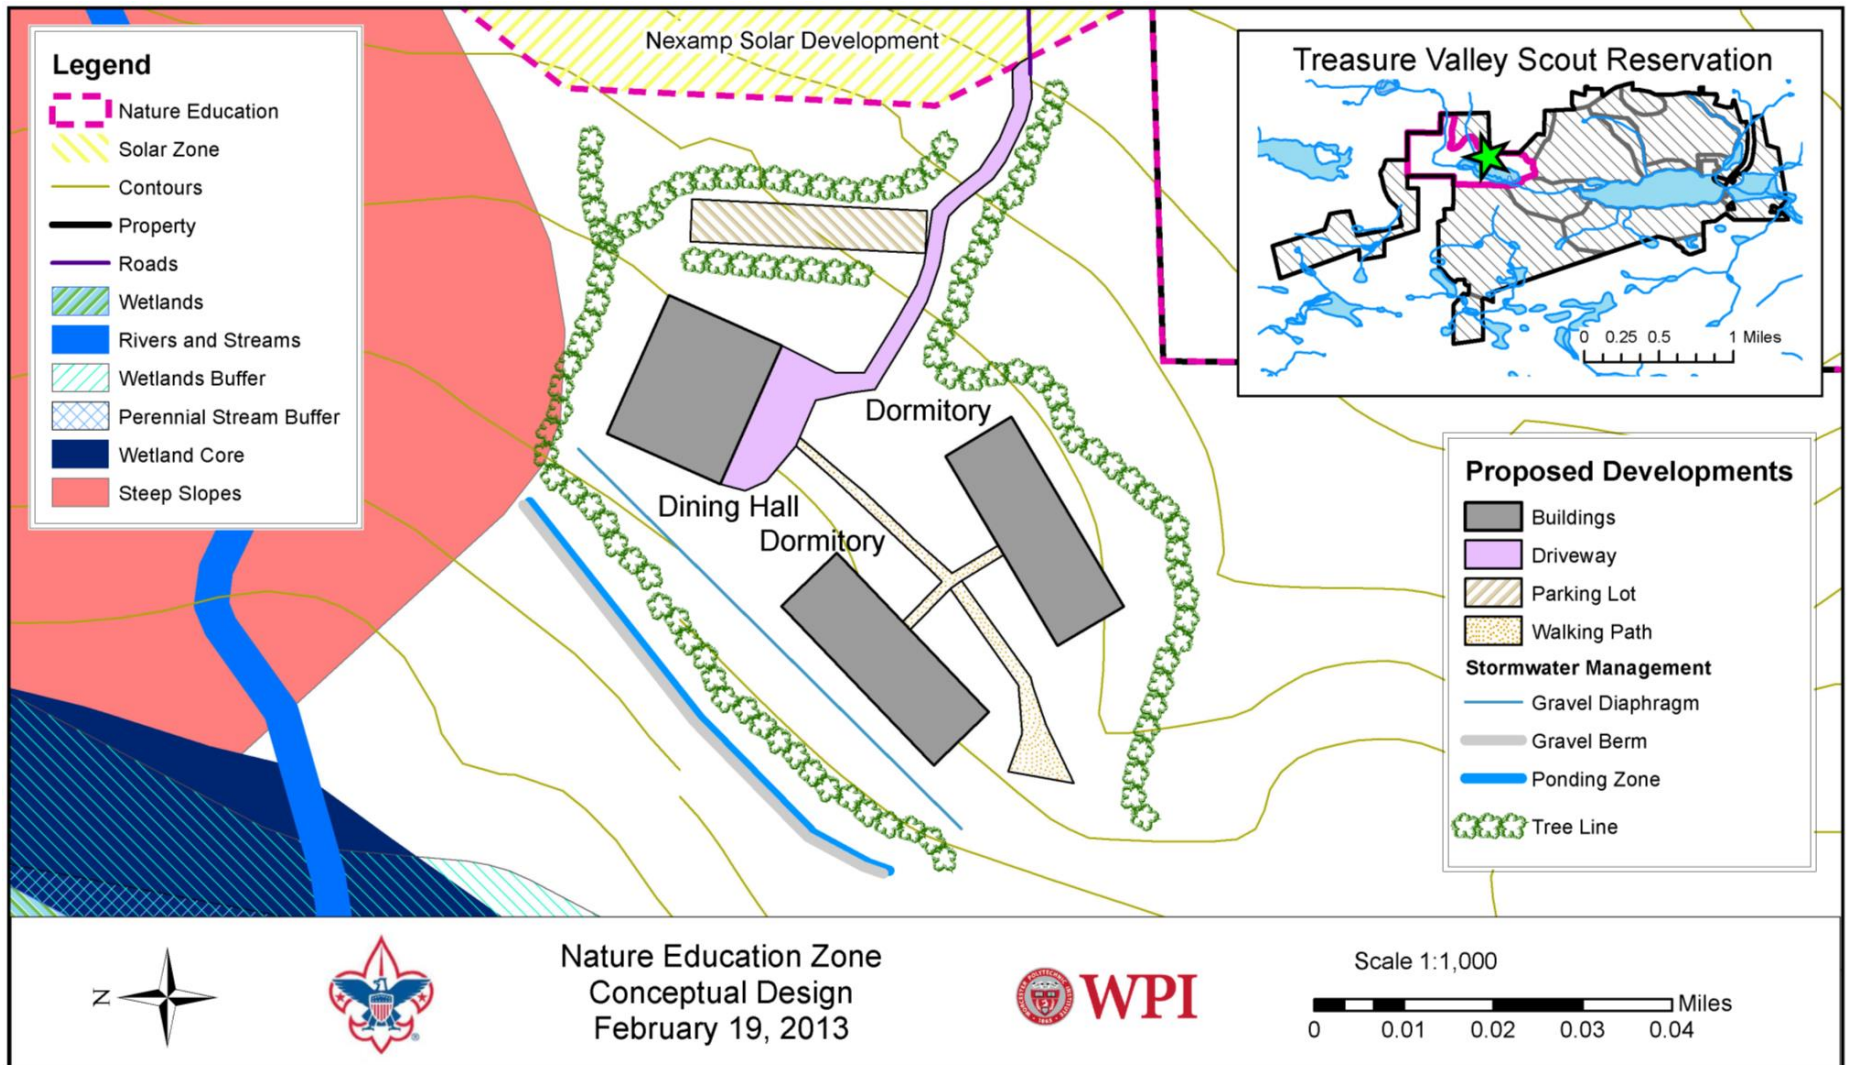 Legend
Nature Education
Solar Zone
Contours
Property
Roads
Wetlands
Rivers and Streams
Wetlands Buffer
Perennial Stream Buffer
Wetland Core
Steep Slopes
Nexamp Solar Development
Dormitory
Dining Hall
Dormitory
Treasure Valley Scout Reservation
0 0.25 0.5 1 Miles
Proposed Developments
Buildings
Driveway
Parking Lot
Walking Path
Stormwater Management
Gravel Diaphragm
Gravel Berm
Ponding Zone
Tree Line
N
Nature Education Zone
Conceptual Design
February 19, 2013
WPI
Scale 1:1,000
Miles
0 0.01 0.02 0.03 0.04